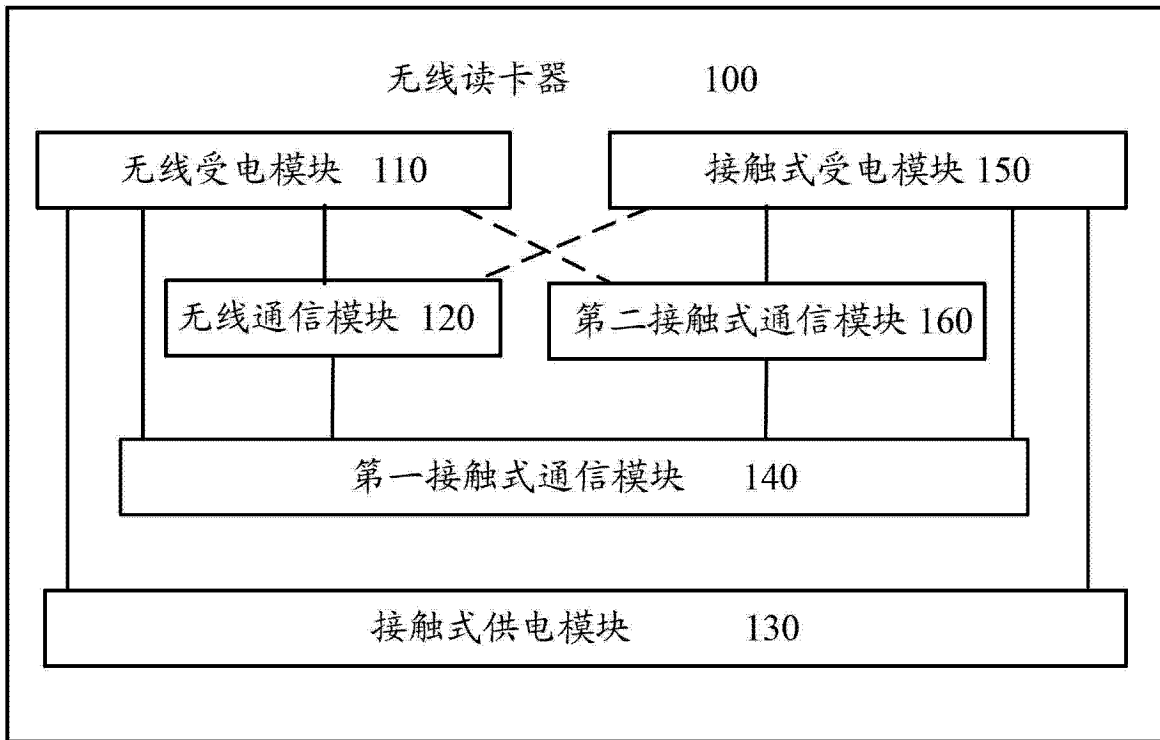 无线读卡器 100
无线受电模块 110
接触式受电模块 150
无线通信模块 120
第二接触式通信模块 160
第一接触式通信模块 140
接触式供电模块 130